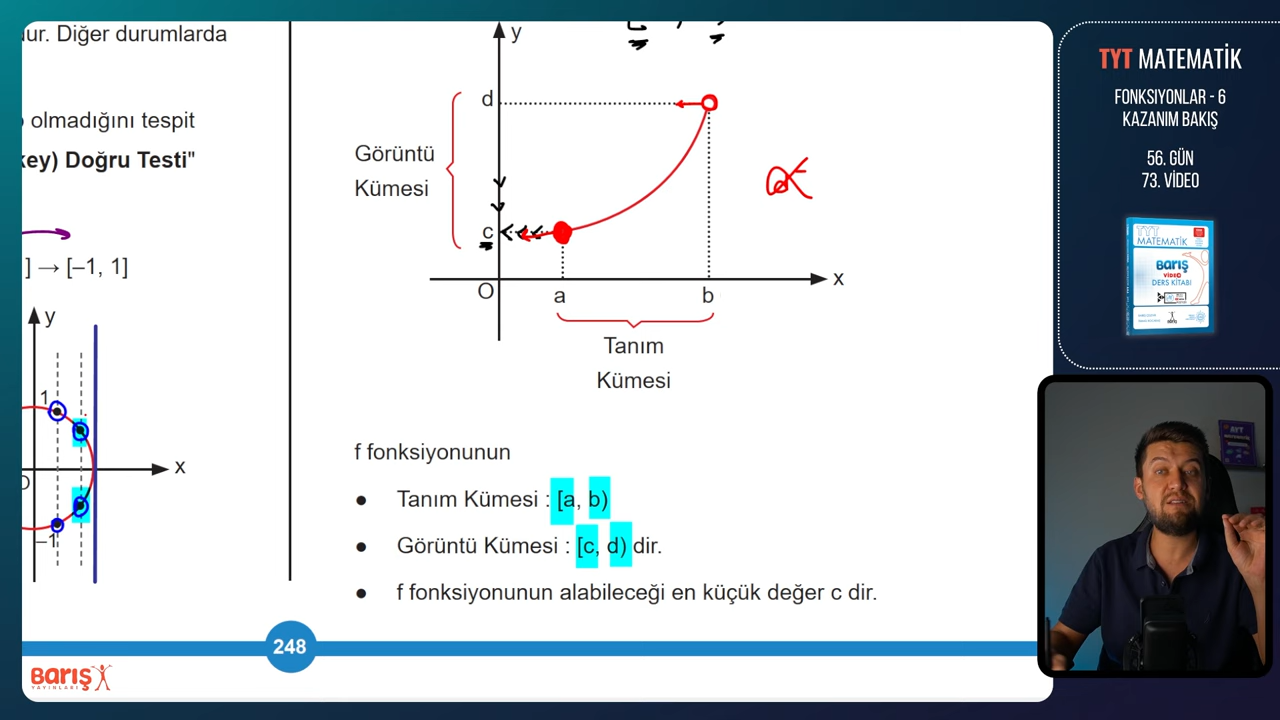 dur. Diğer durumlarda
olmadığını tespit
key) Doğru Testi"
] → [–1, 1]
y
1
x
–1
y
d
Görüntü
Kümesi
c
O
a
b
x
Tanım
Kümesi
f fonksiyonunun
● Tanım Kümesi : [a, b)
● Görüntü Kümesi : [c, d) dir.
● f fonksiyonunun alabileceği en küçük değer c dir.
248
BARIŞ
YAYINLARI
TYT MATEMATİK
FONKSİYONLAR - 6
KAZANIM BAKIŞ
56. GÜN
73. VİDEO
TYT
MATEMATİK
BARIŞ
VİDEO
DERS KİTABI